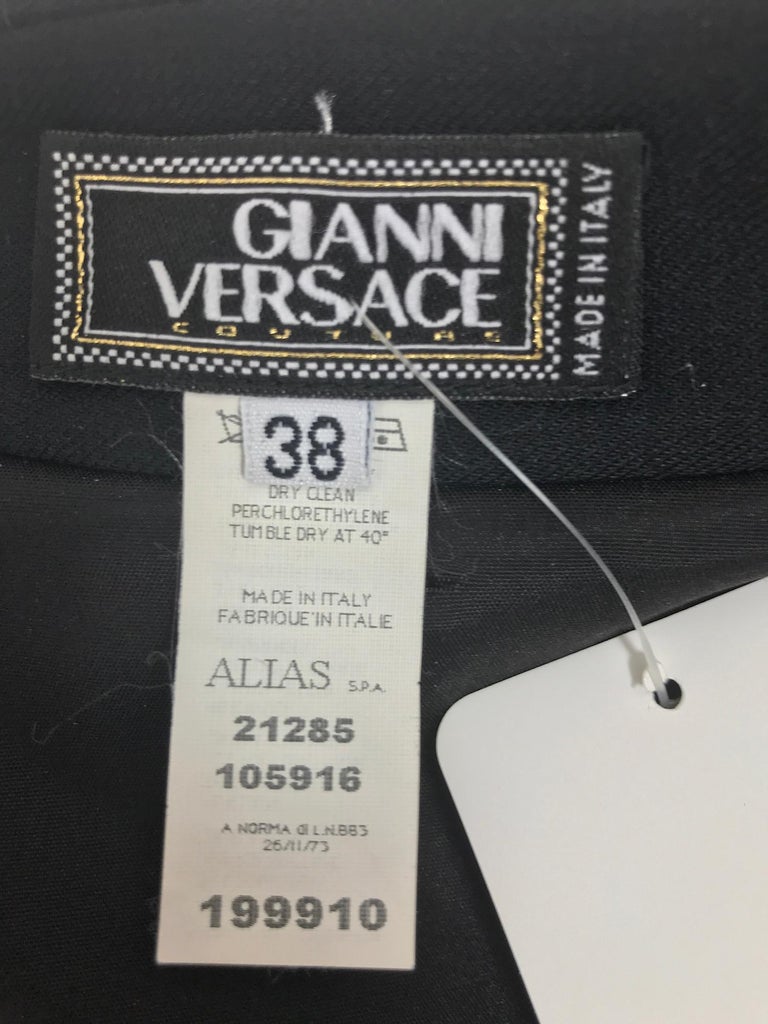 GIANNI
VERSACE
COUTURE
MADE IN ITALY
38
DRY CLEAN
PERCHLORETHYLENE
TUMBLE DRY AT 40°
MADE IN ITALY
FABRIQUE' IN ITALIE
ALIAS S.P.A.
21285
105916
A NORMA di L.N.883
26/11/73
199910